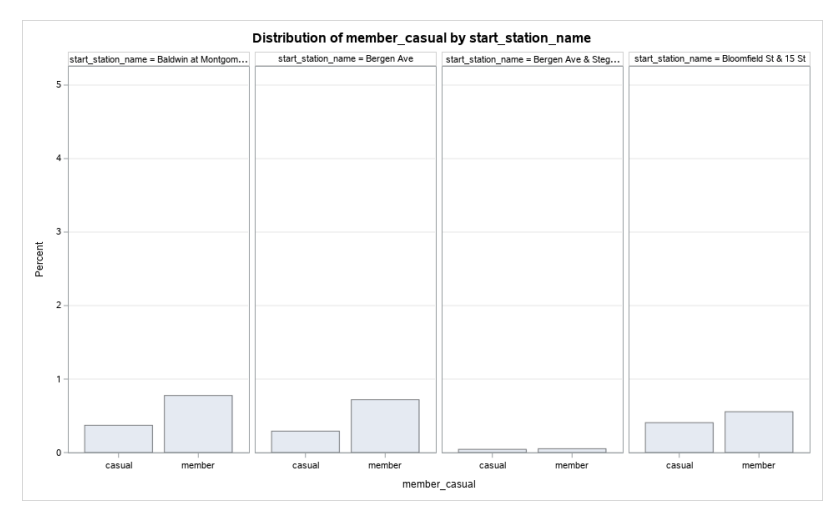 Distribution of member_casual by start_station_name
start_station_name = Baldwin at Montgom...
start_station_name = Bergen Ave
start_station_name = Bergen Ave & Steg...
start_station_name = Bloomfield St & 15 St
5
4
3
2
1
0
Percent
casual member
casual member
casual member
casual member
member_casual